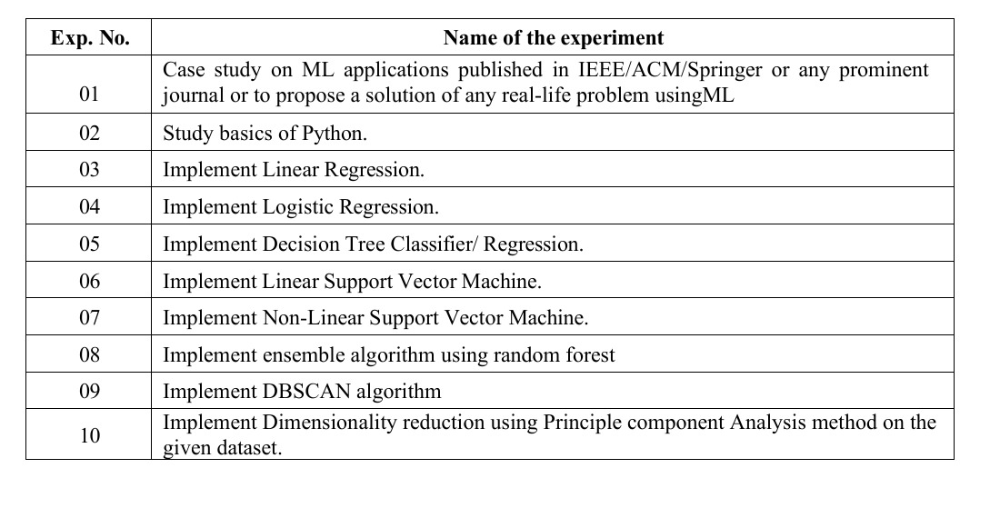 Exp. No. Name of the experiment
01 Case study on ML applications published in IEEE/ACM/Springer or any prominent
journal or to propose a solution of any real-life problem usingML
02 Study basics of Python.
03 Implement Linear Regression.
04 Implement Logistic Regression.
05 Implement Decision Tree Classifier/ Regression.
06 Implement Linear Support Vector Machine.
07 Implement Non-Linear Support Vector Machine.
08 Implement ensemble algorithm using random forest
09 Implement DBSCAN algorithm
10 Implement Dimensionality reduction using Principle component Analysis method on the
given dataset.